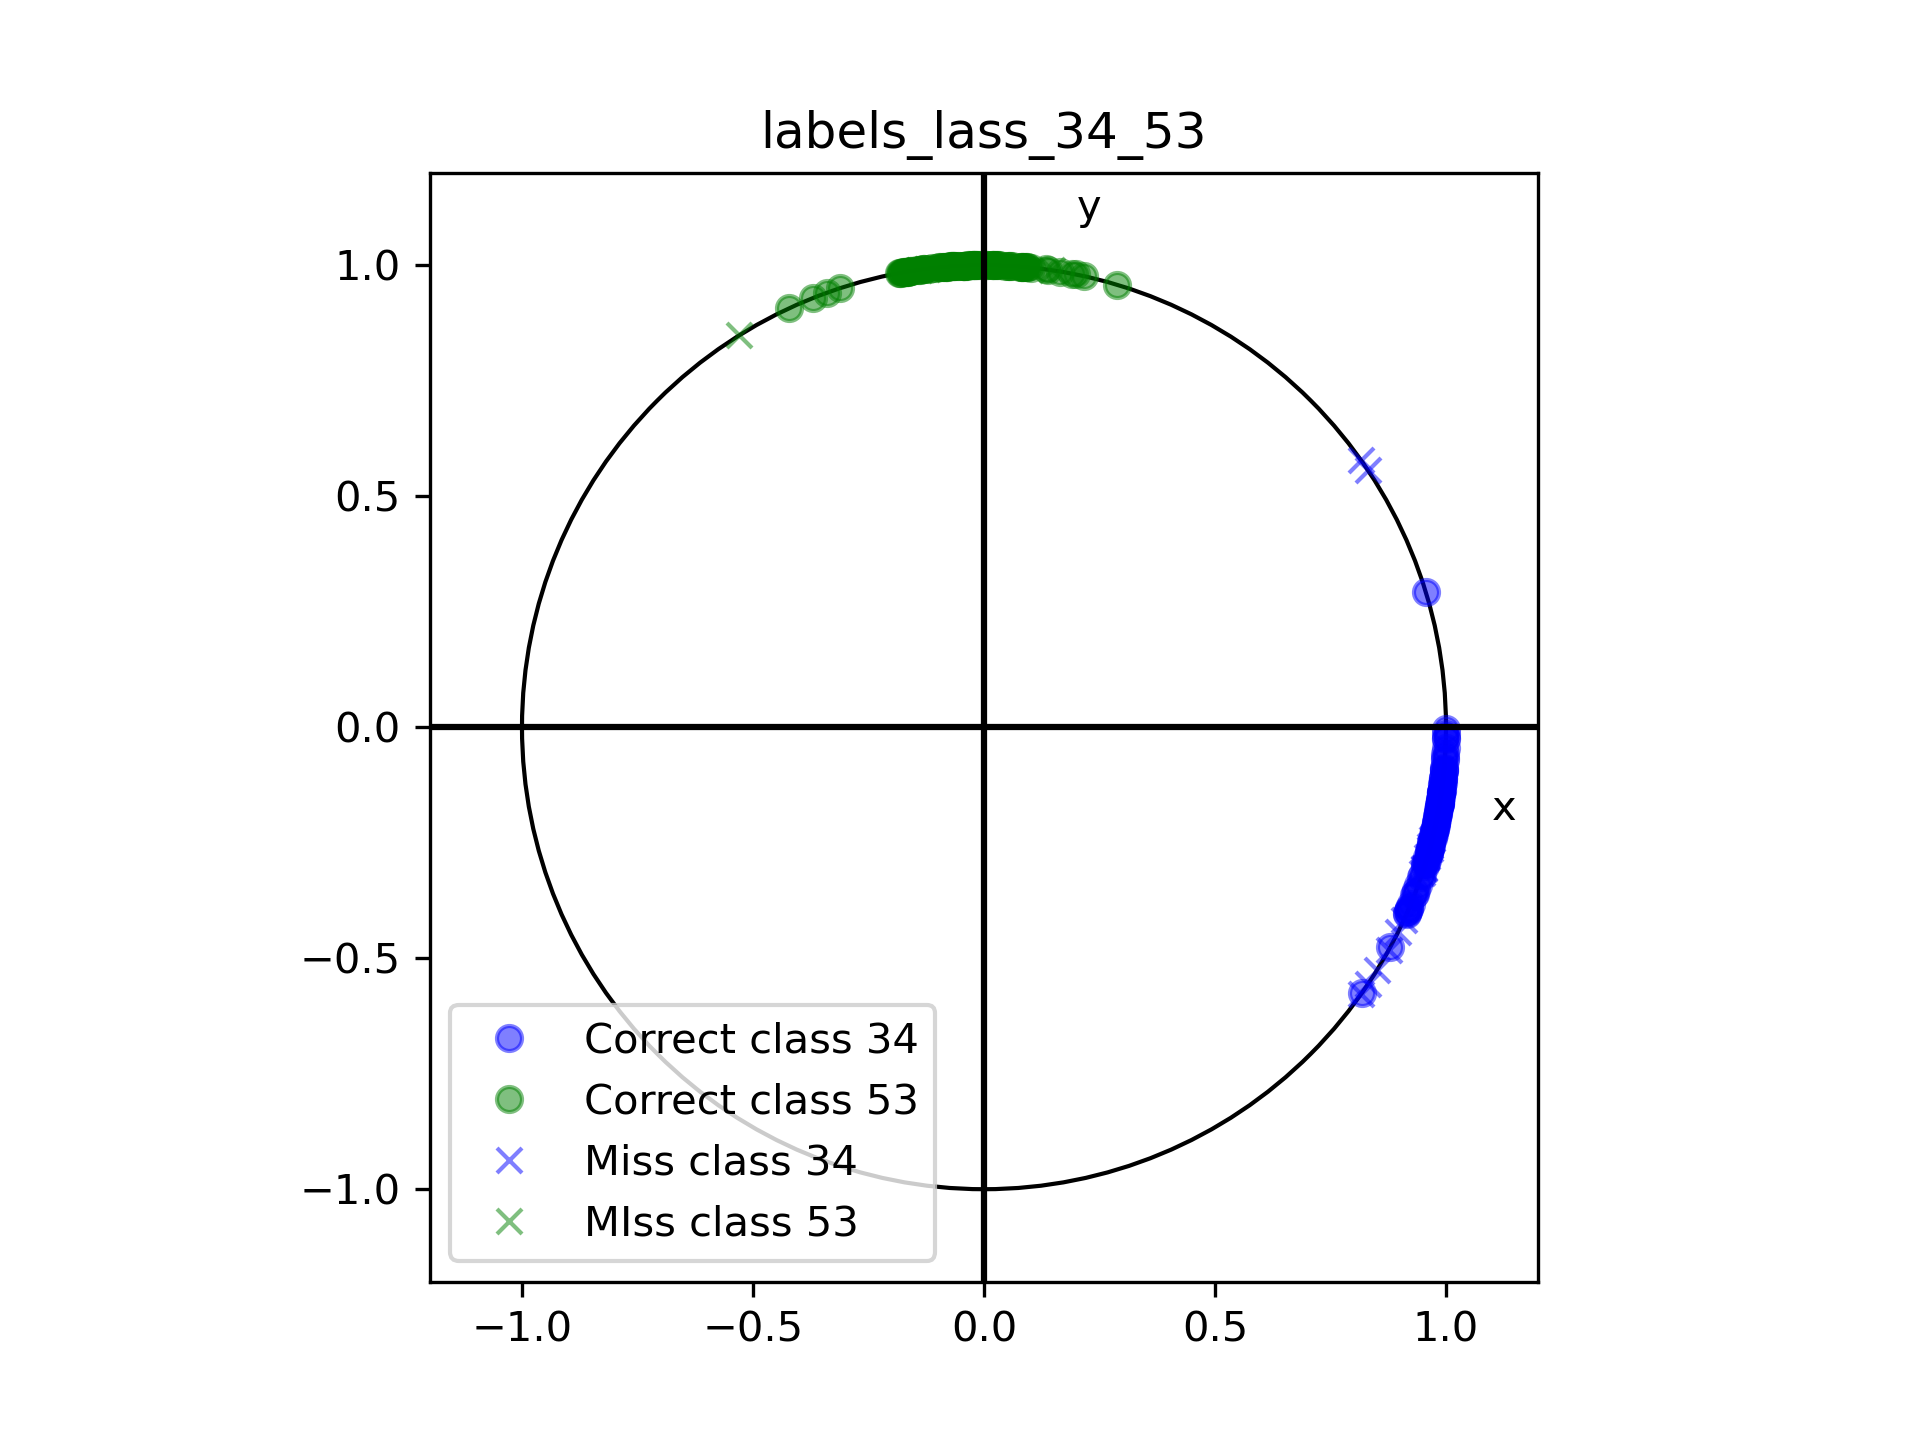 labels_lass_34_53
y
1.0
0.5
0.0
x
−0.5
−1.0
Correct class 34
Correct class 53
Miss class 34
MIss class 53
−1.0 −0.5 0.0 0.5 1.0